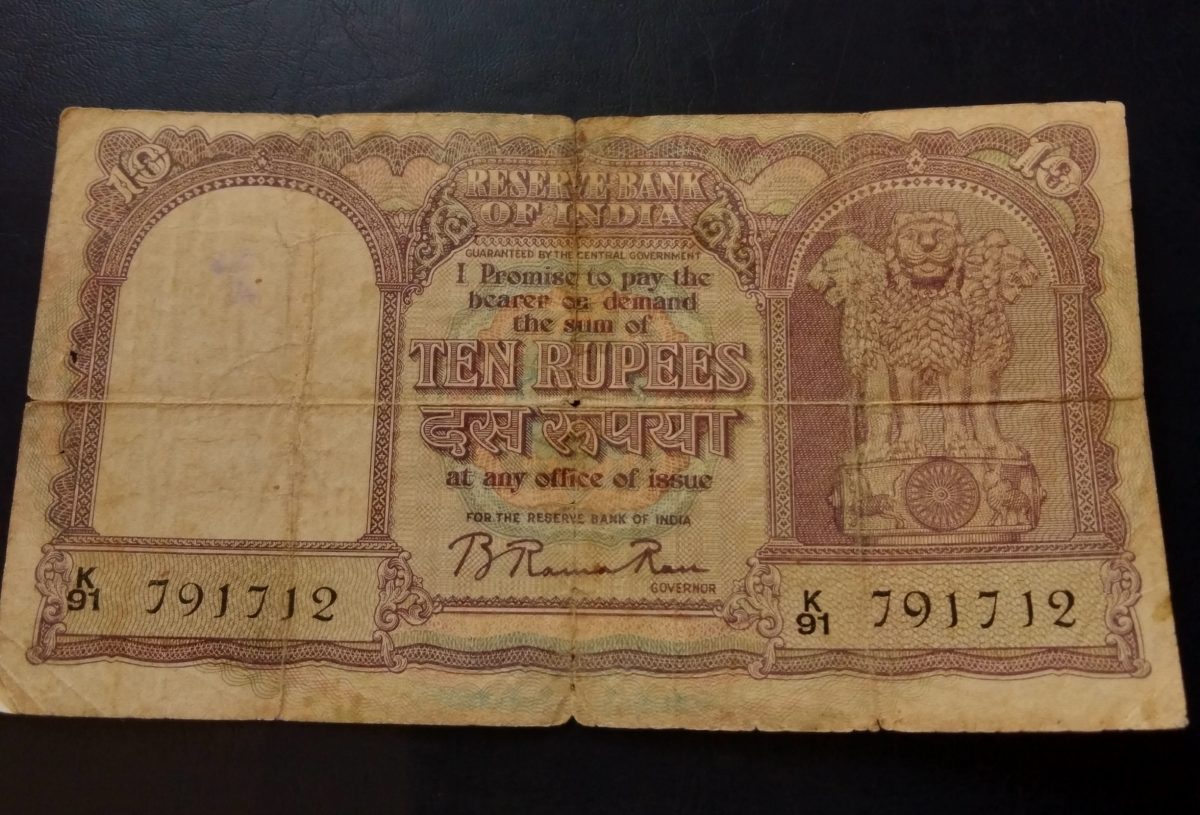 10
10
RESERVE BANK
OF INDIA
GUARANTEED BY THE CENTRAL GOVERNMENT
I Promise to pay the
bearer on demand
the sum of
TEN RUPEES
दस रूपया
at any office of issue
FOR THE RESERVE BANK OF INDIA
B Rama Rau
GOVERNOR
K
91 791712
K
91 791712